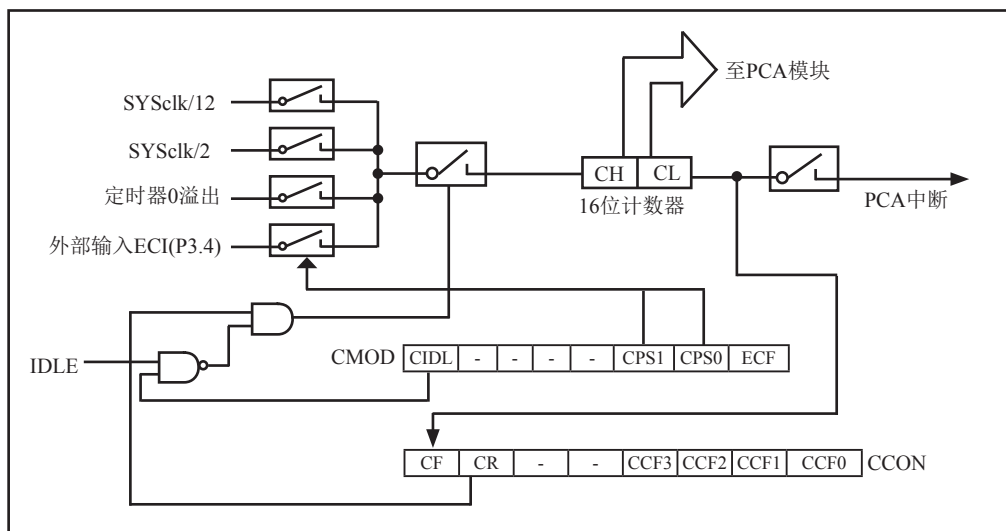 至PCA模块
SYSclk/12
SYSclk/2
定时器0溢出
外部输入ECI(P3.4)
CH CL
16位计数器
PCA中断
IDLE
CMOD CIDL - - - - CPS1 CPS0 ECF
CF CR - - CCF3 CCF2 CCF1 CCF0 CCON